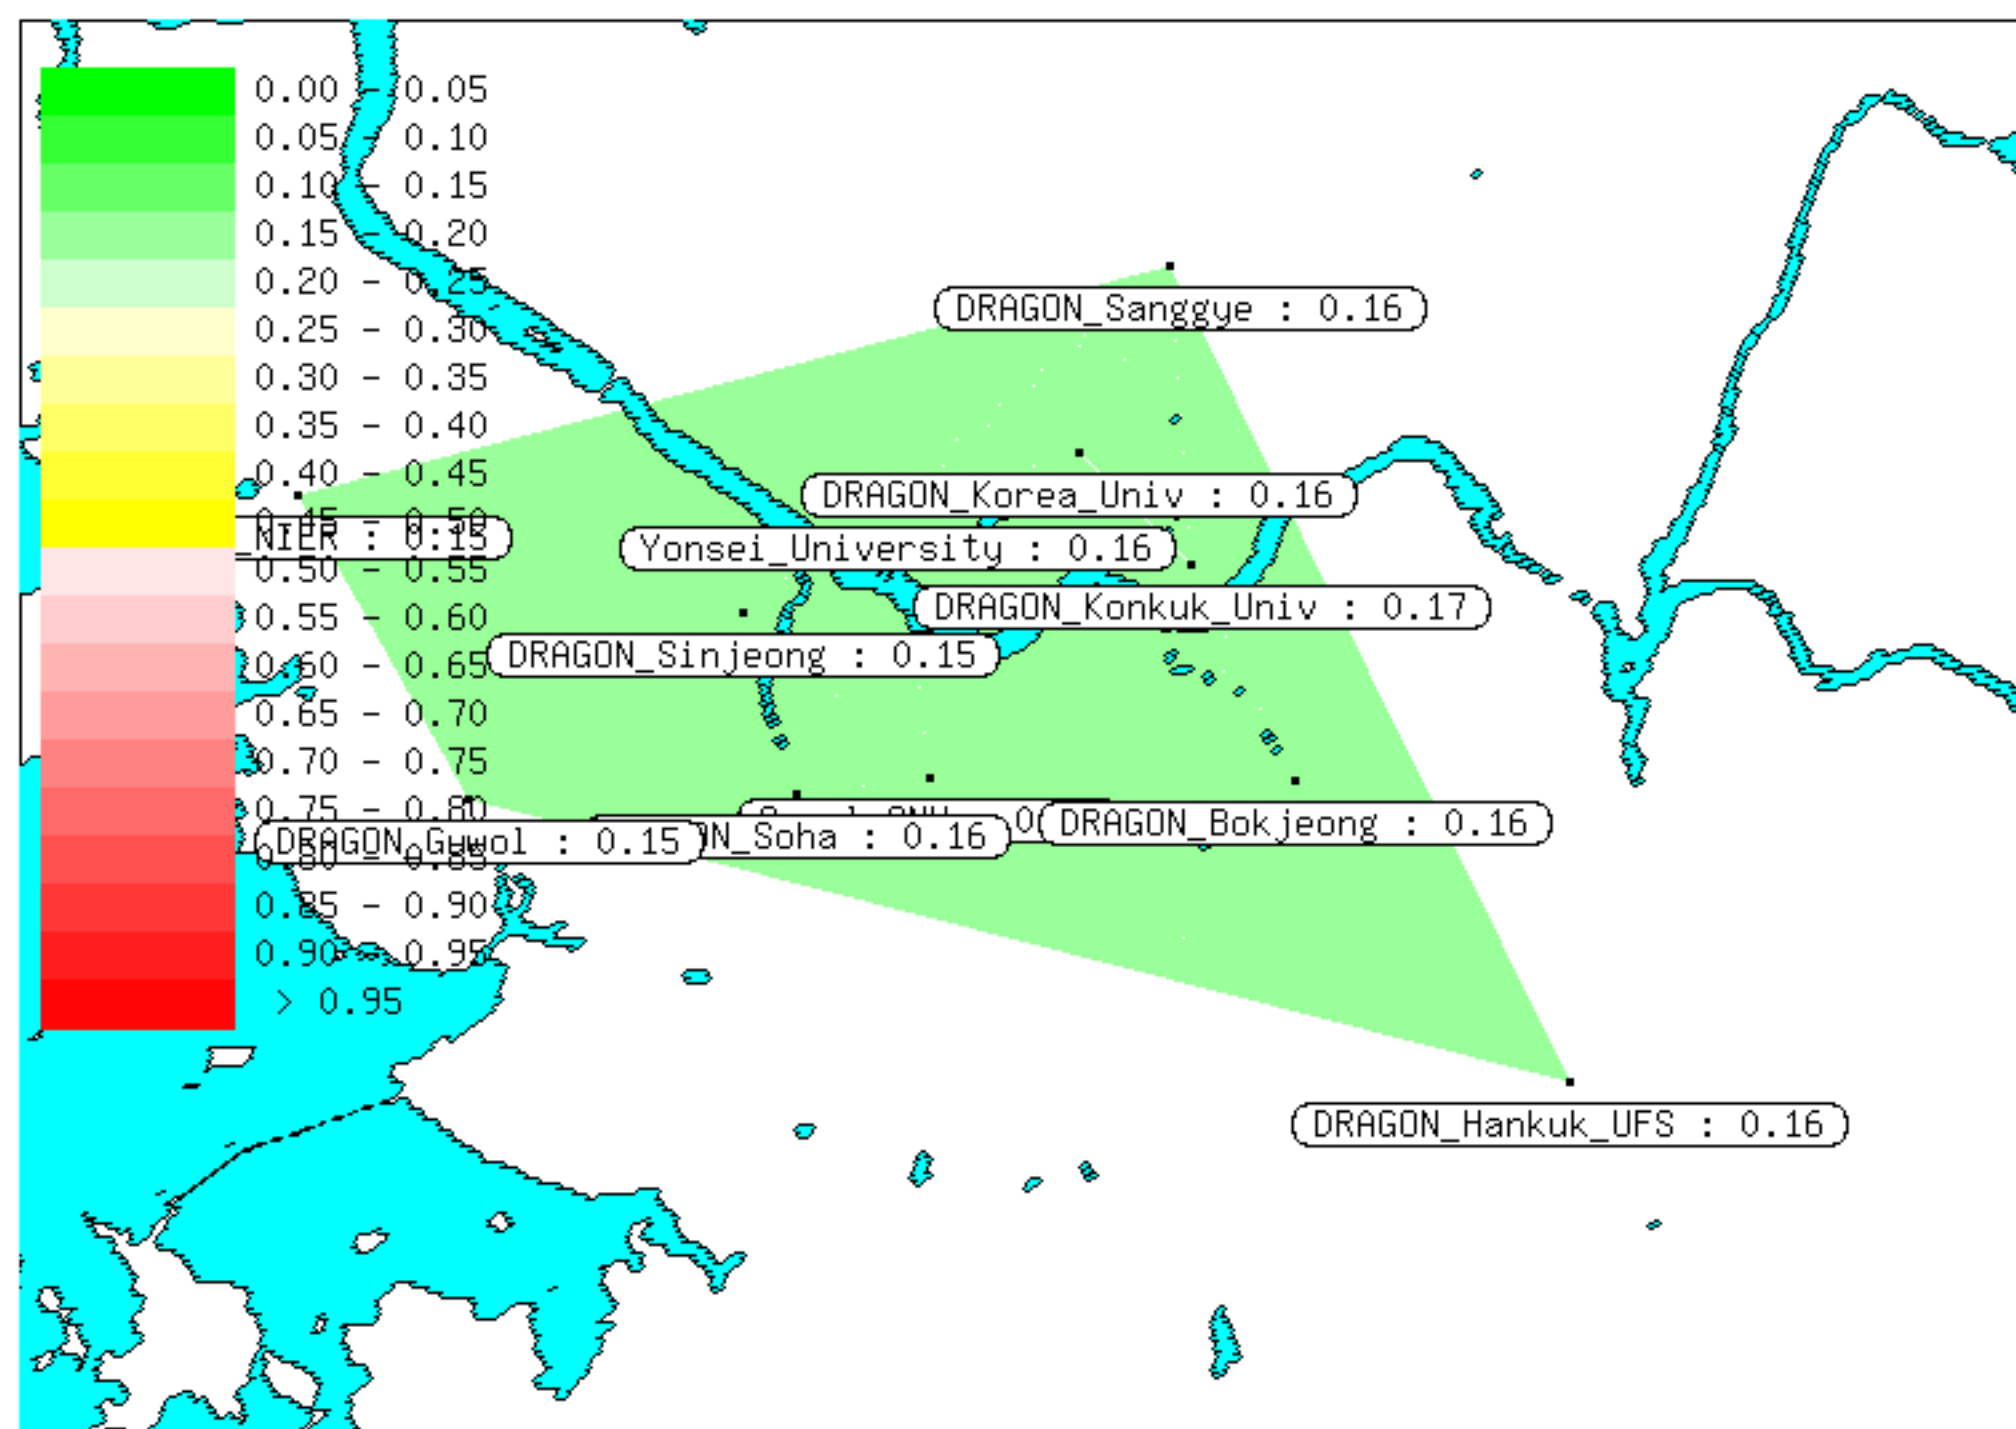 0.00 - 0.05
0.05 - 0.10
0.10 - 0.15
0.15 - 0.20
0.20 - 0.25
0.25 - 0.30
0.30 - 0.35
0.35 - 0.40
0.40 - 0.45
0.45 - 0.50
0.50 - 0.55
0.55 - 0.60
0.60 - 0.65
0.65 - 0.70
0.70 - 0.75
0.75 - 0.80
0.80 - 0.85
0.85 - 0.90
0.90 - 0.95
> 0.95
DRAGON_Sanggye : 0.16
DRAGON_Korea_Univ : 0.16
_NIER : 0.15
Yonsei_University : 0.16
DRAGON_Konkuk_Univ : 0.17
DRAGON_Sinjeong : 0.15
DRAGON_Bokjeong : 0.16
N_Soha : 0.16
DRAGON_Guwol : 0.15
DRAGON_Hankuk_UFS : 0.16